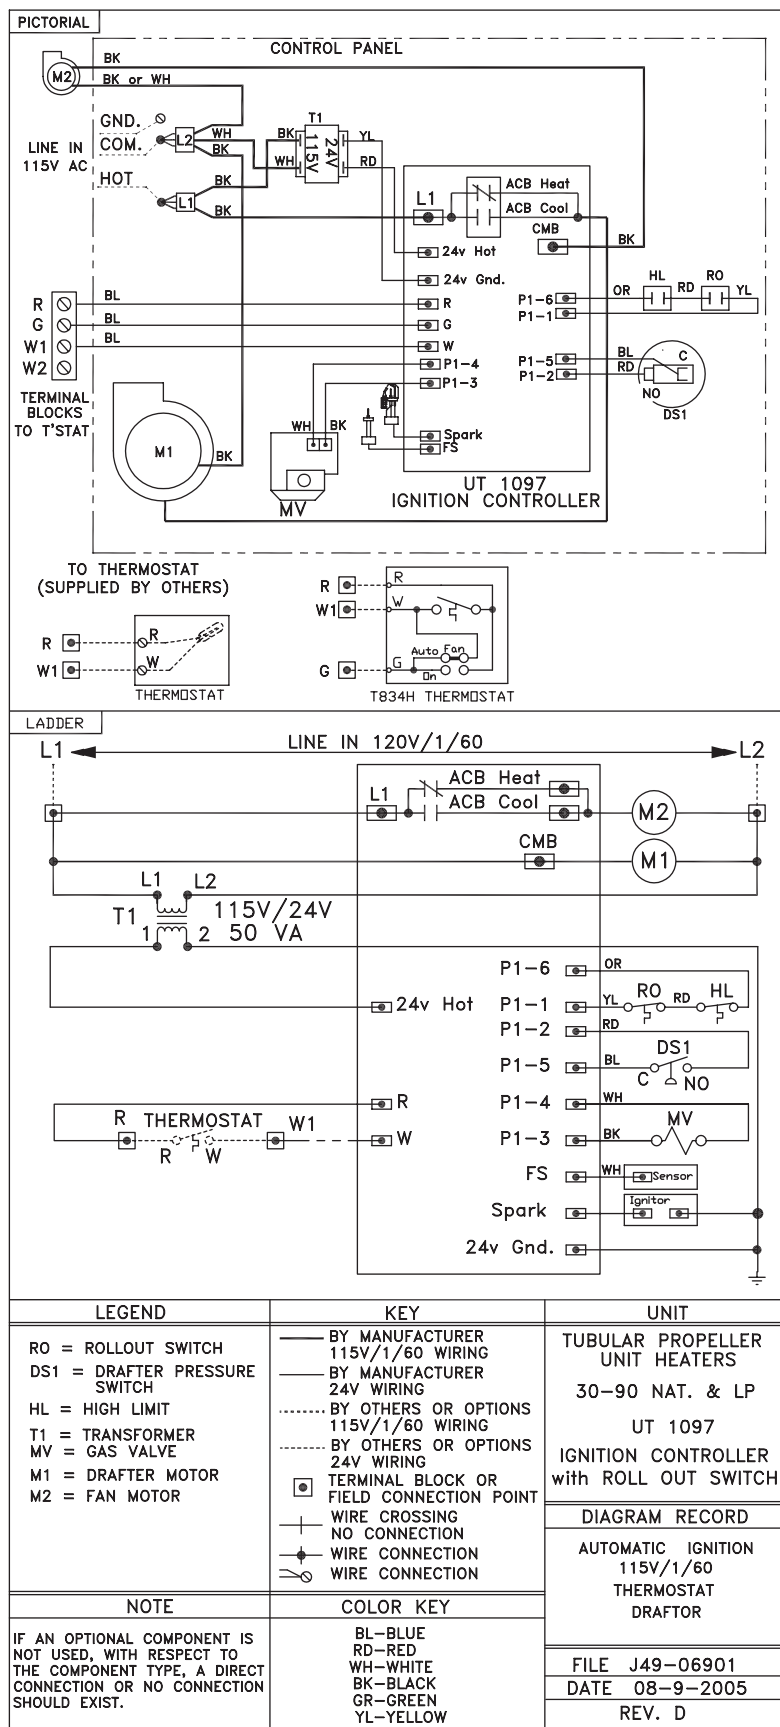 PICTORIAL
CONTROL PANEL
M2
BK
BK or WH
GND.
COM.
LINE IN
115V AC
HOT
L2
WH
BK
L1
BK
BK
T1
BK
WH
115V
24V
YL
RD
L1
ACB Heat
ACB Cool
CMB
BK
24v Hot
24v Gnd.
R
G
W1
W2
BL
BL
BL
R
G
W
P1-4
P1-3
P1-6
P1-1
OR
HL
RD
RO
YL
P1-5
P1-2
BL
RD
C
NO
DS1
TERMINAL
BLOCKS
TO T'STAT
M1
BK
WH
BK
MV
Spark
FS
UT 1097
IGNITION CONTROLLER
TO THERMOSTAT
(SUPPLIED BY OTHERS)
R
W1
R
W
THERMOSTAT
R
W1
G
R
W
G
Auto
Fan
On
T834H THERMOSTAT
LADDER
L1
LINE IN 120V/1/60
L2
L1
ACB Heat
ACB Cool
M2
CMB
M1
L1
L2
T1
115V/24V
1
2
50 VA
P1-6
OR
24v Hot
P1-1
YL
RO
RD
HL
P1-2
RD
P1-5
BL
DS1
C
NO
R
P1-4
WH
MV
R
THERMOSTAT
W1
R
W
W
P1-3
BK
FS
WH
Sensor
Spark
Ignitor
24v Gnd.
LEGEND
RO = ROLLOUT SWITCH
DS1 = DRAFTER PRESSURE
SWITCH
HL = HIGH LIMIT
T1 = TRANSFORMER
MV = GAS VALVE
M1 = DRAFTER MOTOR
M2 = FAN MOTOR
KEY
BY MANUFACTURER
115V/1/60 WIRING
BY MANUFACTURER
24V WIRING
BY OTHERS OR OPTIONS
115V/1/60 WIRING
BY OTHERS OR OPTIONS
24V WIRING
TERMINAL BLOCK OR
FIELD CONNECTION POINT
WIRE CROSSING
NO CONNECTION
WIRE CONNECTION
WIRE CONNECTION
UNIT
TUBULAR PROPELLER
UNIT HEATERS
30-90 NAT. & LP
UT 1097
IGNITION CONTROLLER
with ROLL OUT SWITCH
DIAGRAM RECORD
AUTOMATIC IGNITION
115V/1/60
THERMOSTAT
DRAFTOR
NOTE
IF AN OPTIONAL COMPONENT IS
NOT USED, WITH RESPECT TO
THE COMPONENT TYPE, A DIRECT
CONNECTION OR NO CONNECTION
SHOULD EXIST.
COLOR KEY
BL-BLUE
RD-RED
WH-WHITE
BK-BLACK
GR-GREEN
YL-YELLOW
FILE J49-06901
DATE 08-9-2005
REV. D